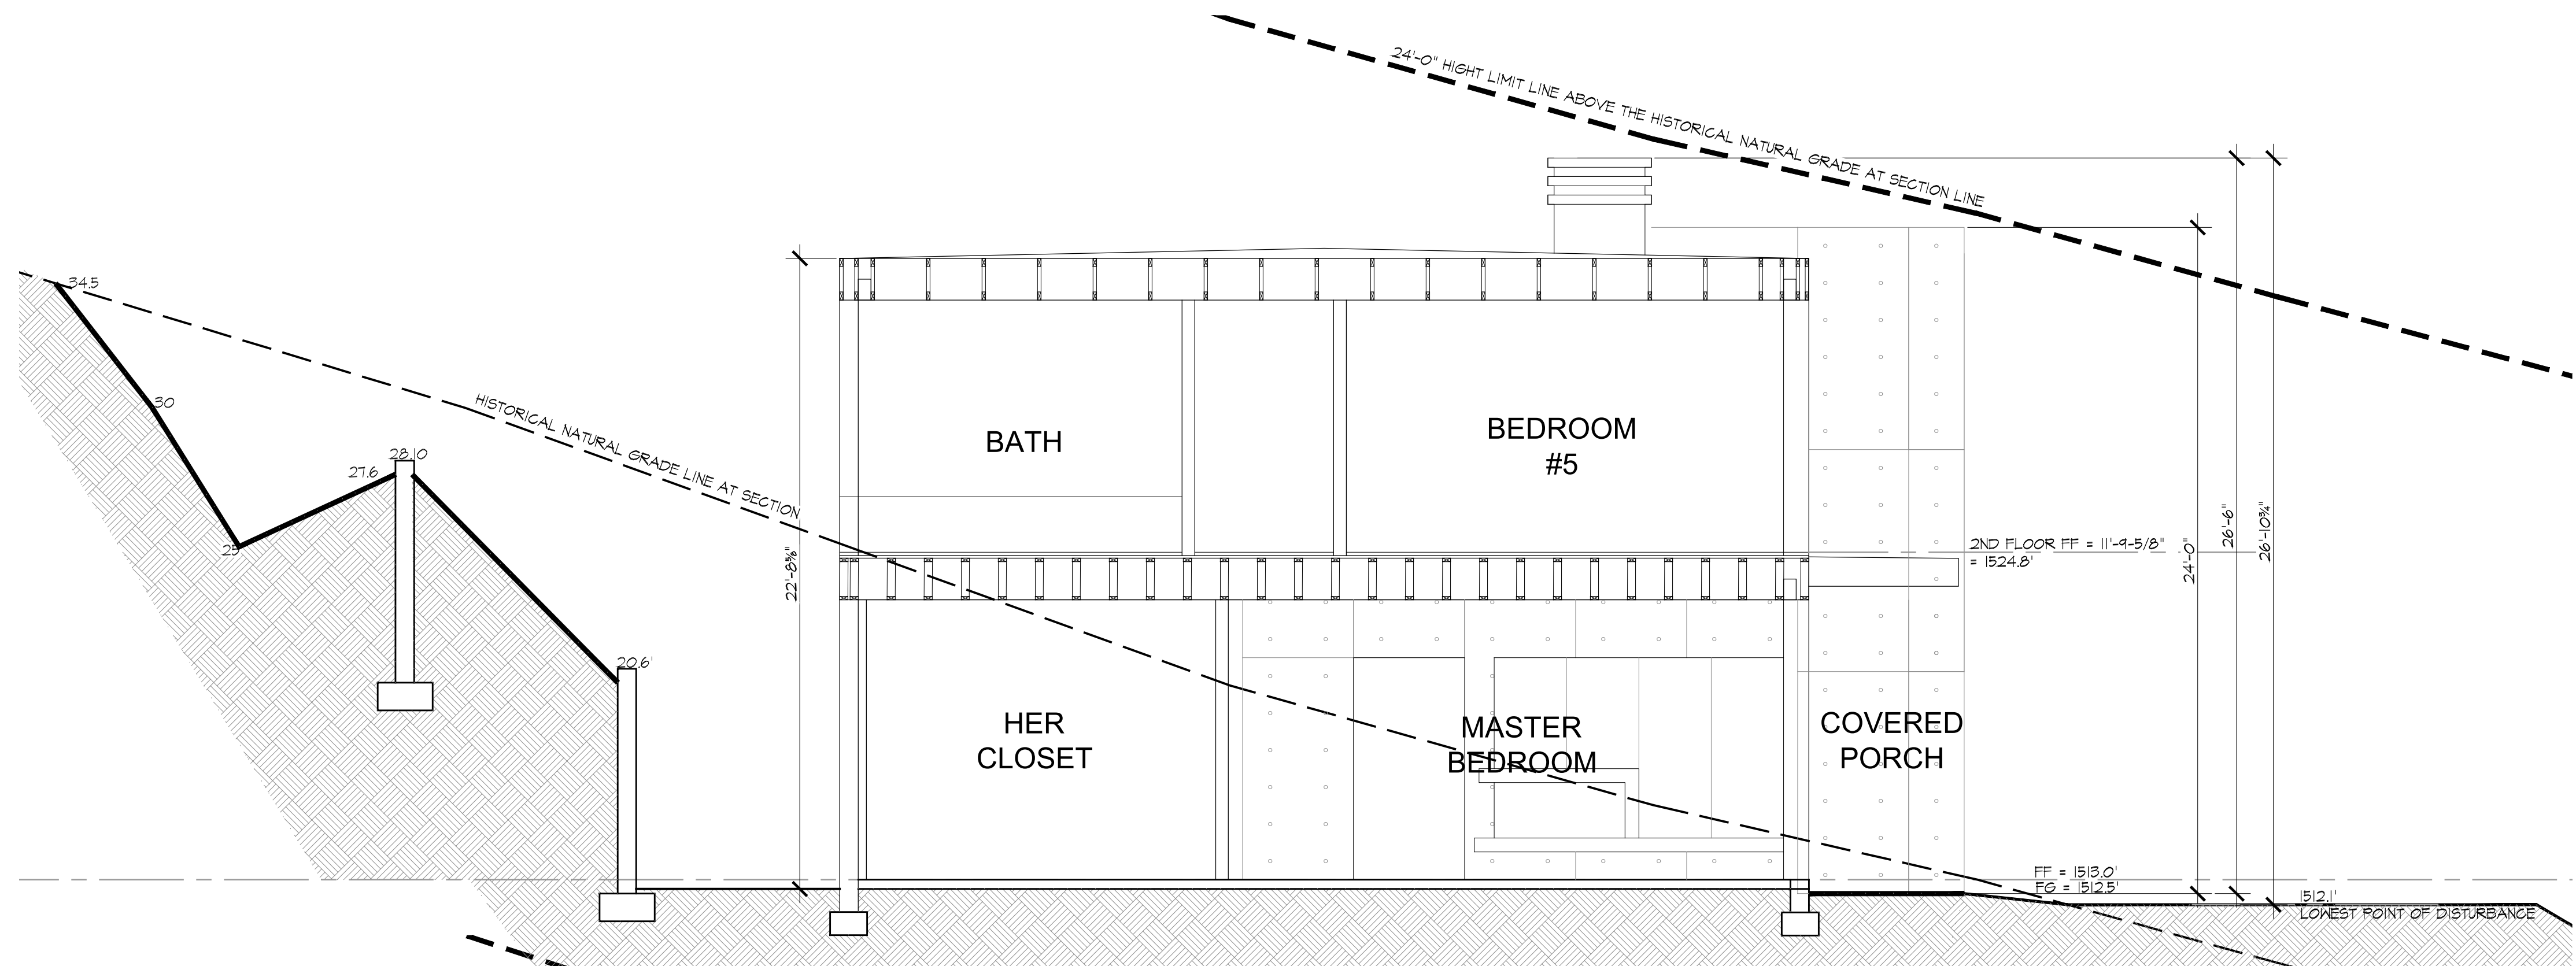 24'-0" HIGHT LIMIT LINE ABOVE THE HISTORICAL NATURAL GRADE AT SECTION LINE
34.5
30
25
27.6
28.0
20.6'
HISTORICAL NATURAL GRADE LINE AT SECTION
22'-8⅝"
BATH
BEDROOM
#5
HER
CLOSET
MASTER
BEDROOM
COVERED
PORCH
2ND FLOOR FF = 11'-9-5/8"
= 1524.8'
24'-0"
26'-6"
26'-10¾"
FF = 1513.0'
FG = 1512.5'
1512.1'
LOWEST POINT OF DISTURBANCE